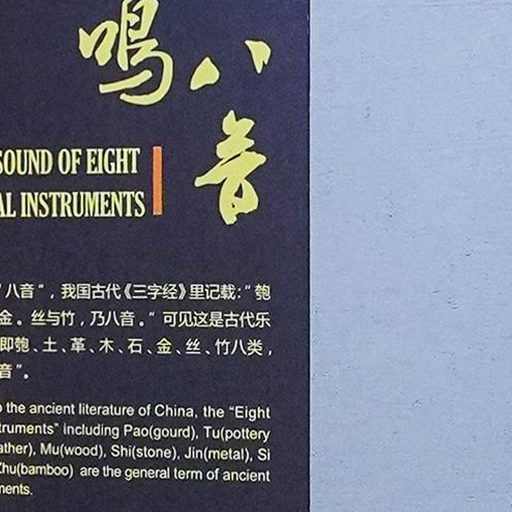 鳴八
音
SOUND OF EIGHT
AL INSTRUMENTS
“八音”，我国古代《三字经》里记载：“匏
金。丝与竹，乃八音。”可见这是古代乐
即匏、土、革、木、石、金、丝、竹八类，
音”。
o the ancient literature of China, the “Eight
truments” including Pao(gourd), Tu(pottery
ather), Mu(wood), Shi(stone), Jin(metal), Si
Zhu(bamboo) are the general term of ancient
ments.